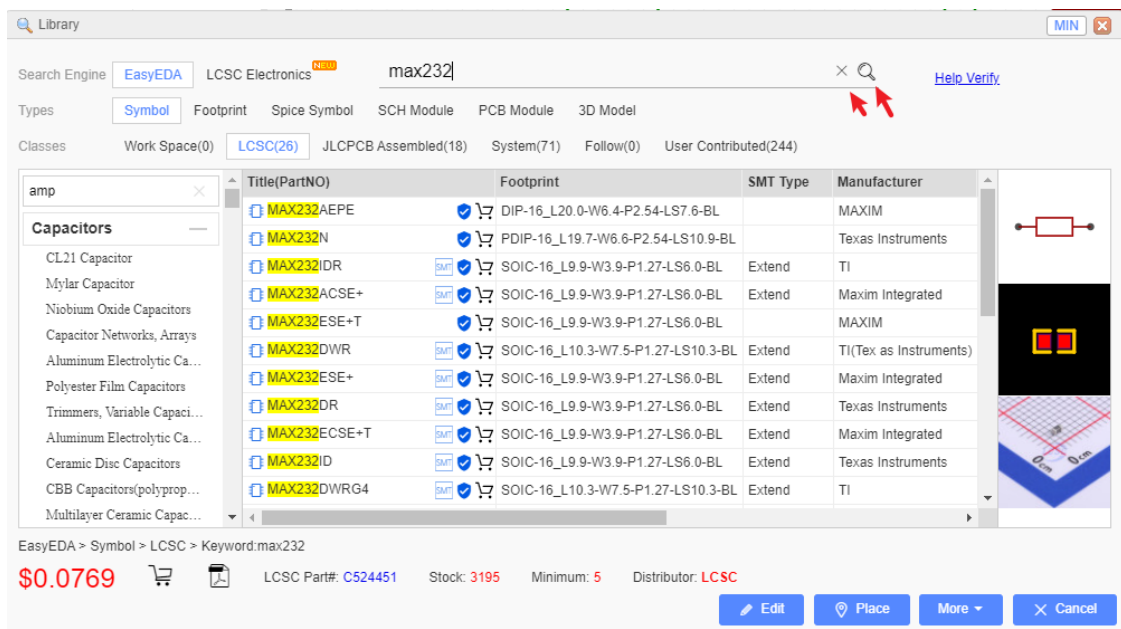 Library MIN
Search Engine EasyEDA LCSC Electronics NEW max232 Help Verify
Types Symbol Footprint Spice Symbol SCH Module PCB Module 3D Model
Classes Work Space(0) LCSC(26) JLCPCB Assembled(18) System(71) Follow(0) User Contributed(244)
amp
Capacitors
CL21 Capacitor
Mylar Capacitor
Niobium Oxide Capacitors
Capacitor Networks, Arrays
Aluminum Electrolytic Ca...
Polyester Film Capacitors
Trimmers, Variable Capaci...
Aluminum Electrolytic Ca...
Ceramic Disc Capacitors
CBB Capacitors(polyprop...
Multilayer Ceramic Capac...
Title(PartNO) Footprint SMT Type Manufacturer
MAX232AEPE DIP-16_L20.0-W6.4-P2.54-LS7.6-BL MAXIM
MAX232N PDIP-16_L19.7-W6.6-P2.54-LS10.9-BL Texas Instruments
MAX232IDR SMT SOIC-16_L9.9-W3.9-P1.27-LS6.0-BL Extend TI
MAX232ACSE+ SMT SOIC-16_L9.9-W3.9-P1.27-LS6.0-BL Extend Maxim Integrated
MAX232ESE+T SOIC-16_L9.9-W3.9-P1.27-LS6.0-BL MAXIM
MAX232DWR SMT SOIC-16_L10.3-W7.5-P1.27-LS10.3-BL Extend TI(Tex as Instruments)
MAX232ESE+ SMT SOIC-16_L9.9-W3.9-P1.27-LS6.0-BL Extend Maxim Integrated
MAX232DR SMT SOIC-16_L9.9-W3.9-P1.27-LS6.0-BL Extend Texas Instruments
MAX232ECSE+T SMT SOIC-16_L9.9-W3.9-P1.27-LS6.0-BL Extend Maxim Integrated
MAX232ID SMT SOIC-16_L9.9-W3.9-P1.27-LS6.0-BL Extend Texas Instruments
MAX232DWRG4 SMT SOIC-16_L10.3-W7.5-P1.27-LS10.3-BL Extend TI
0cm 0cm
EasyEDA > Symbol > LCSC > Keyword:max232
$0.0769 LCSC Part#: C524451 Stock: 3195 Minimum: 5 Distributor: LCSC
Edit Place More Cancel